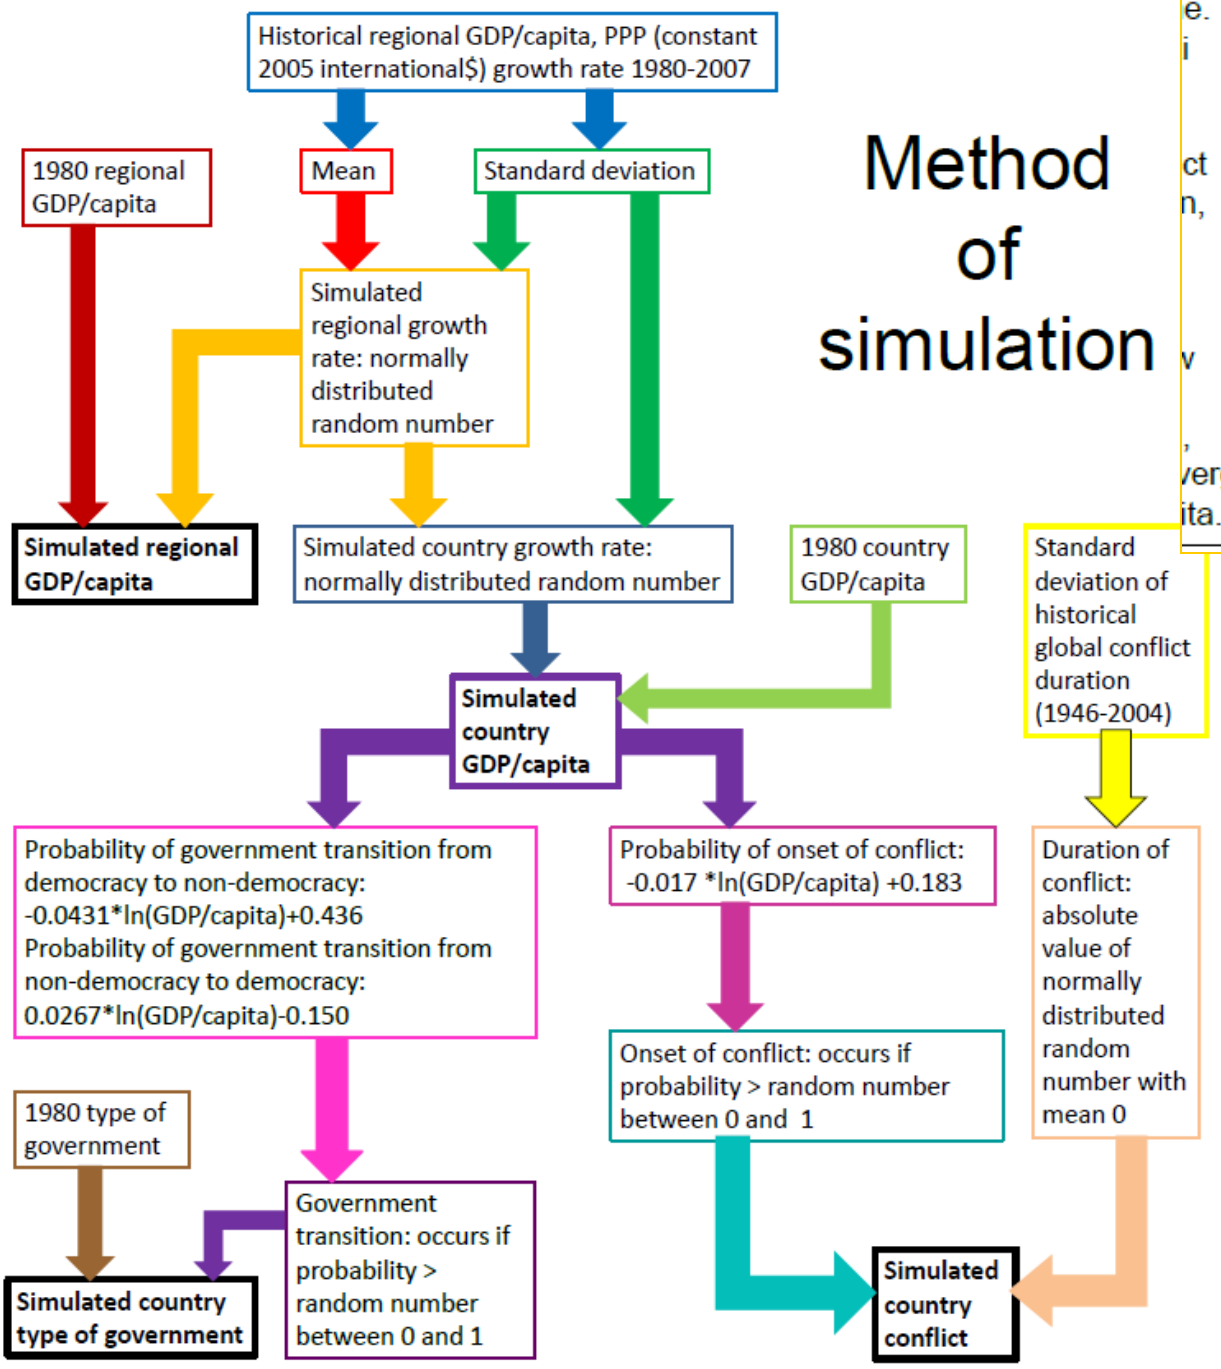 Historical regional GDP/capita, PPP (constant
2005 international$) growth rate 1980-2007
Method
of
simulation
1980 regional
GDP/capita
Mean
Standard deviation
Simulated
regional growth
rate: normally
distributed
random number
Simulated regional
GDP/capita
Simulated country growth rate:
normally distributed random number
1980 country
GDP/capita
Standard
deviation of
historical
global conflict
duration
(1946-2004)
Simulated
country
GDP/capita
Probability of government transition from
democracy to non-democracy:
-0.0431*ln(GDP/capita)+0.436
Probability of government transition from
non-democracy to democracy:
0.0267*ln(GDP/capita)-0.150
Probability of onset of conflict:
-0.017 *ln(GDP/capita) +0.183
Duration of
conflict:
absolute
value of
normally
distributed
random
number with
mean 0
Onset of conflict: occurs if
probability > random number
between 0 and 1
1980 type of
government
Government
transition: occurs if
probability >
random number
between 0 and 1
Simulated country
type of government
Simulated
country
conflict
e.
i
ct
n,
,
ita.